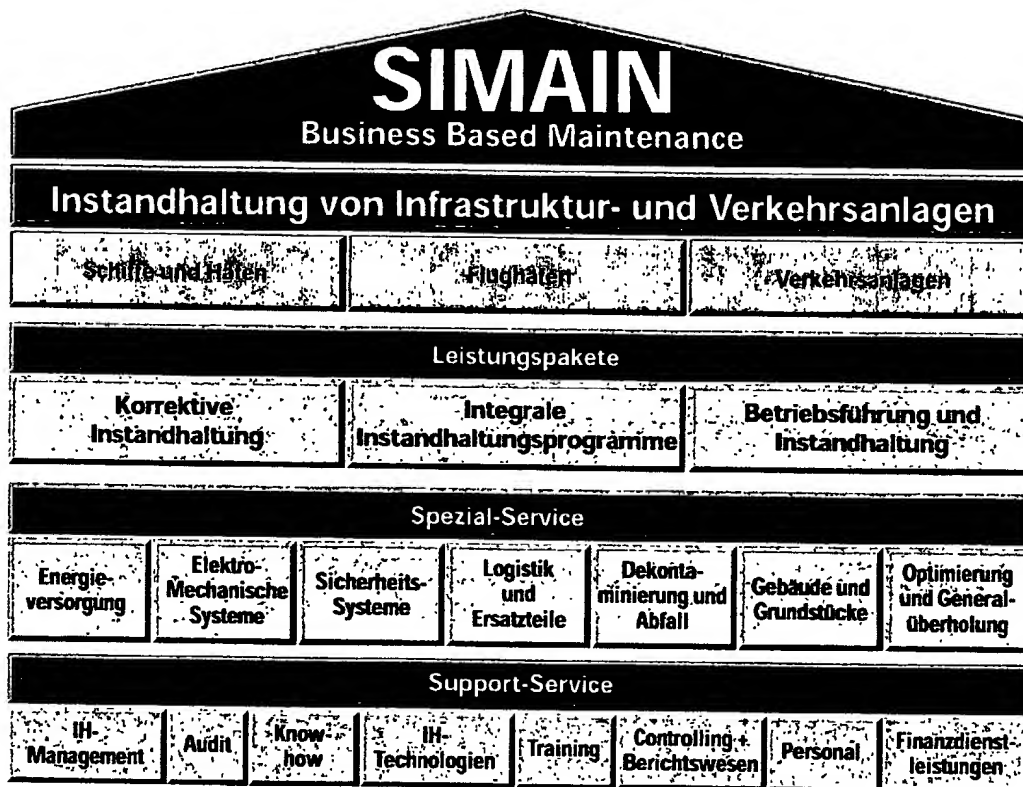 SIMAIN
Business Based Maintenance
Instandhaltung von Infrastruktur- und Verkehrsanlagen
Schiffe und Häfen
Flughäfen
Verkehrsanlagen
Leistungspakete
Korrektive
Instandhaltung
Integrale
Instandhaltungsprogramme
Betriebsführung und
Instandhaltung
Spezial-Service
Energie-
versorgung
Elektro-
Mechanische
Systeme
Sicherheits-
Systeme
Logistik
und
Ersatzteile
Dekonta-
minierung und
Abfall
Gebäude und
Grundstücke
Optimierung
und General-
überholung
Support-Service
IH-
Management
Audit
Know-
how
IH-
Technologien
Training
Controlling +
Berichtswesen
Personal
Finanzdienst-
leistungen